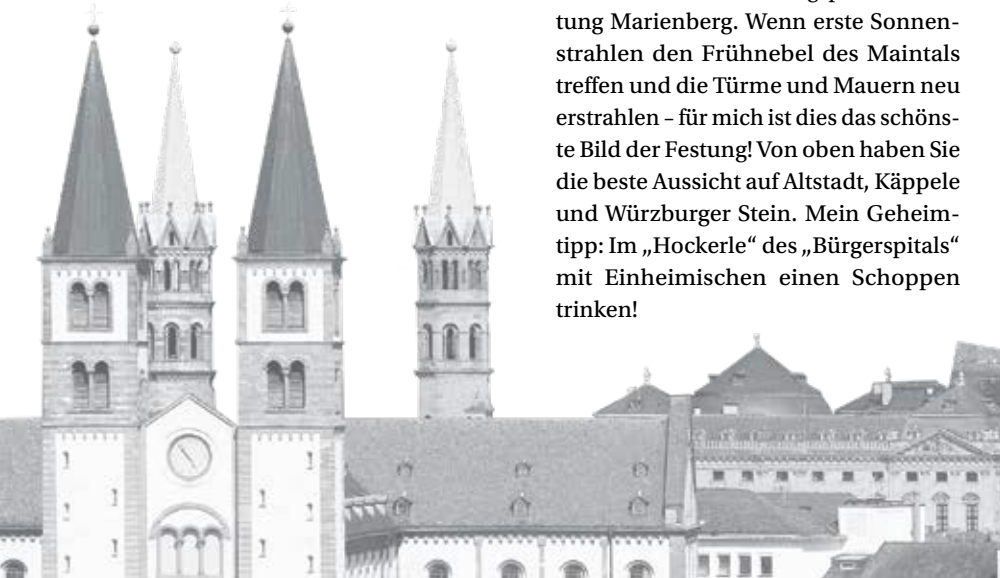 tung Marienberg. Wenn erste Sonnen-
strahlen den Frühnebel des Maintals
treffen und die Türme und Mauern neu
erstrahlen – für mich ist dies das schöns-
te Bild der Festung! Von oben haben Sie
die beste Aussicht auf Altstadt, Käppele
und Würzburger Stein. Mein Geheim-
tipp: Im „Hockerle“ des „Bürgerspitals“
mit Einheimischen einen Schoppen
trinken!